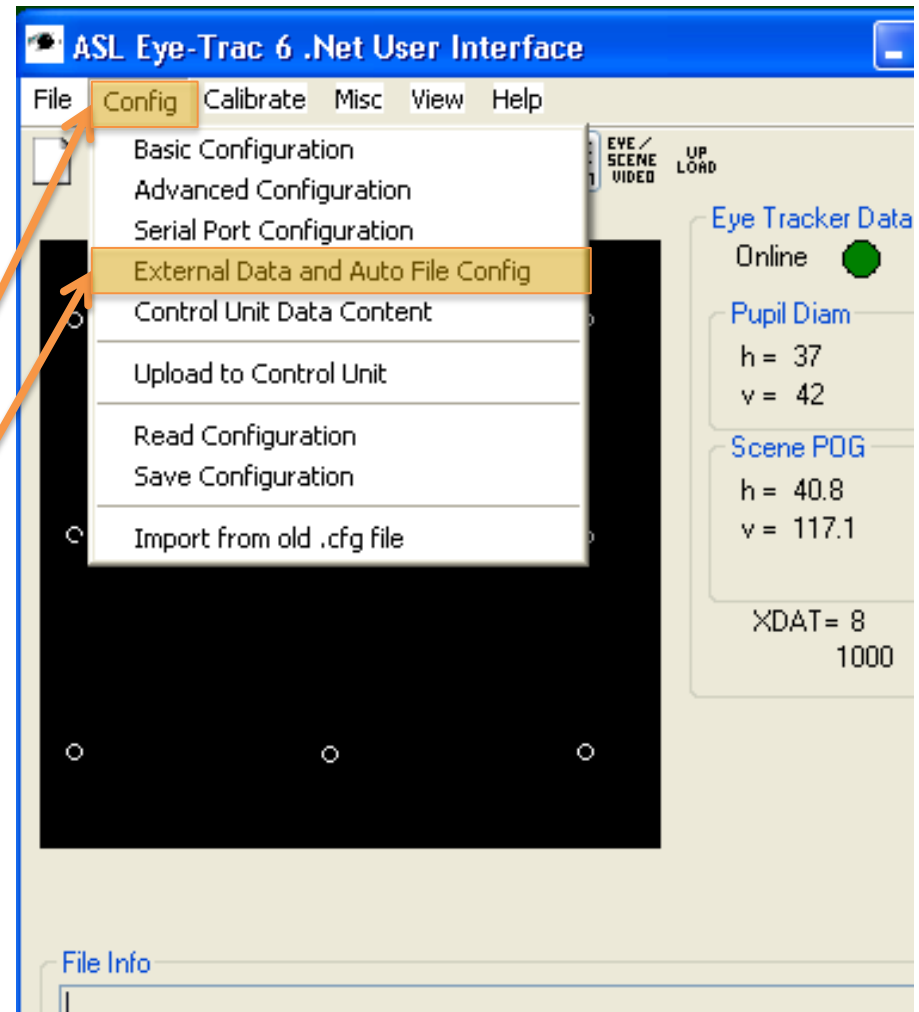 ASL Eye-Trac 6 .Net User Interface
File Config Calibrate Misc View Help
EYE/
SCENE
VIDEO
UP
LOAD
Basic Configuration
Advanced Configuration
Serial Port Configuration
External Data and Auto File Config
Control Unit Data Content
Upload to Control Unit
Read Configuration
Save Configuration
Import from old .cfg file
Eye Tracker Data
Online
Pupil Diam
h = 37
v = 42
Scene POG
h = 40.8
v = 117.1
XDAT= 8
1000
File Info